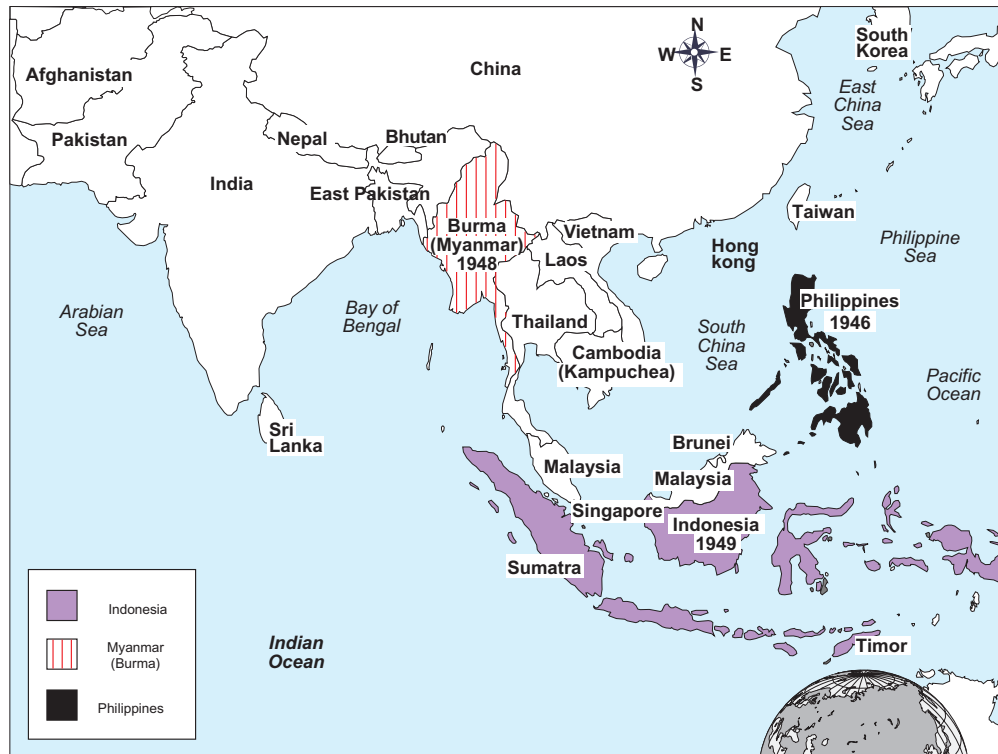 N
W E
S
South
Korea
China
Afghanistan
East
China
Sea
Pakistan
Nepal
Bhutan
India
East Pakistan
Taiwan
Burma
(Myanmar)
1948
Vietnam
Laos
Hong
kong
Philippine
Sea
Arabian
Sea
Bay of
Bengal
Thailand
Philippines
1946
South
China
Sea
Cambodia
(Kampuchea)
Pacific
Ocean
Sri
Lanka
Brunei
Malaysia
Malaysia
Singapore
Indonesia
1949
Sumatra
Indonesia
Myanmar
(Burma)
Philippines
Indian
Ocean
Timor